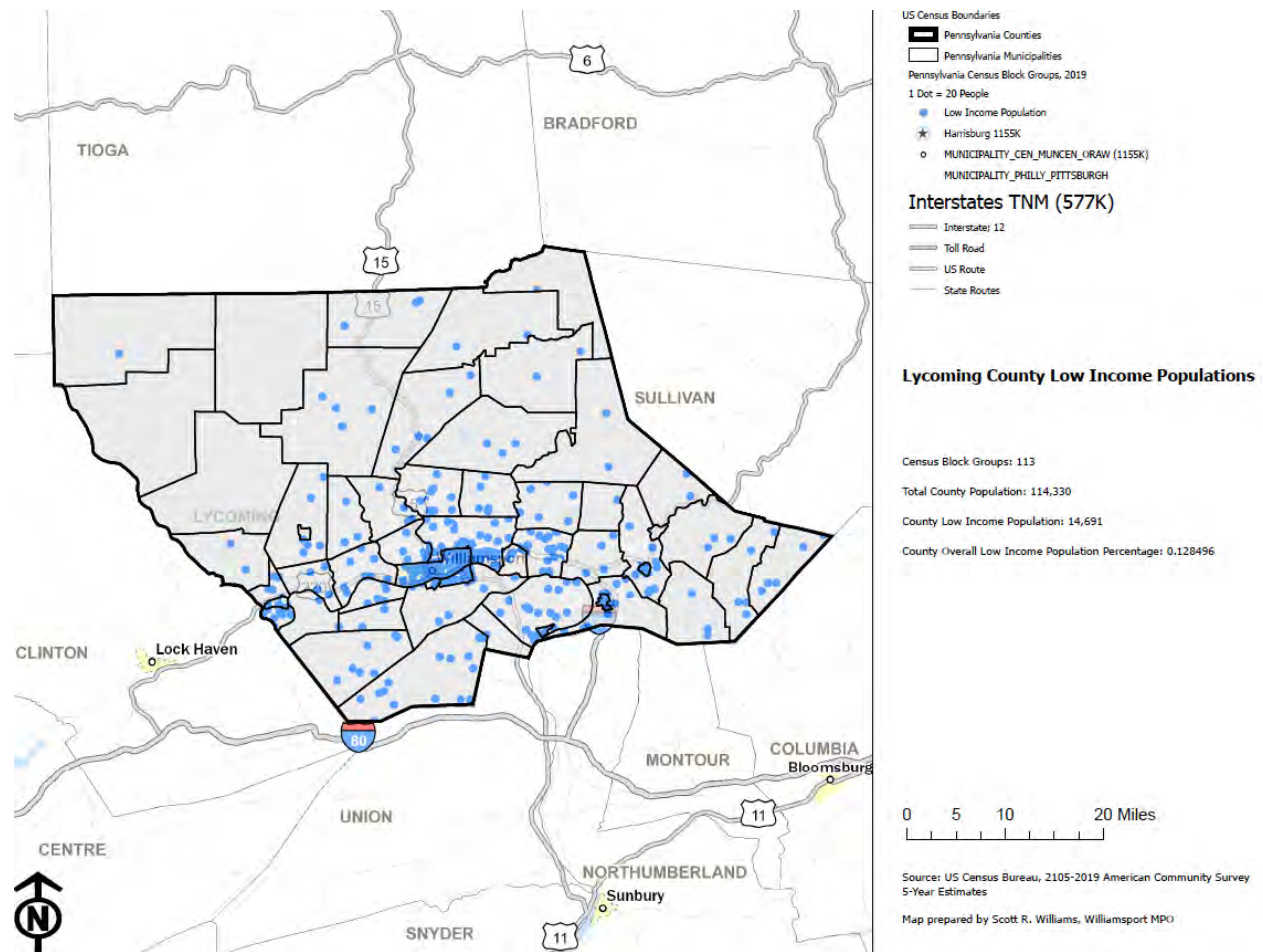 US Census Boundaries
Pennsylvania Counties
Pennsylvania Municipalities
Pennsylvania Census Block Groups, 2019
1 Dot = 20 People
Low Income Population
Harrisburg 1155K
MUNICIPALITY_CEN_MUNCEN_ORAW (1155K)
MUNICIPALITY_PHILLY_PITTSBURGH
Interstates TNM (577K)
Interstate; 12
Toll Road
US Route
State Routes
Lycoming County Low Income Populations
Census Block Groups: 113
Total County Population: 114,330
County Low Income Population: 14,691
County Overall Low Income Population Percentage: 0.128496
0 5 10 20 Miles
Source: US Census Bureau, 2105-2019 American Community Survey
5-Year Estimates
Map prepared by Scott R. Williams, Williamsport MPO
6
BRADFORD
TIOGA
15
15
SULLIVAN
LYCOMING
Williamsport
220
CLINTON
Lock Haven
80
COLUMBIA
MONTOUR
Bloomsburg
UNION
11
CENTRE
NORTHUMBERLAND
Sunbury
N
SNYDER
11